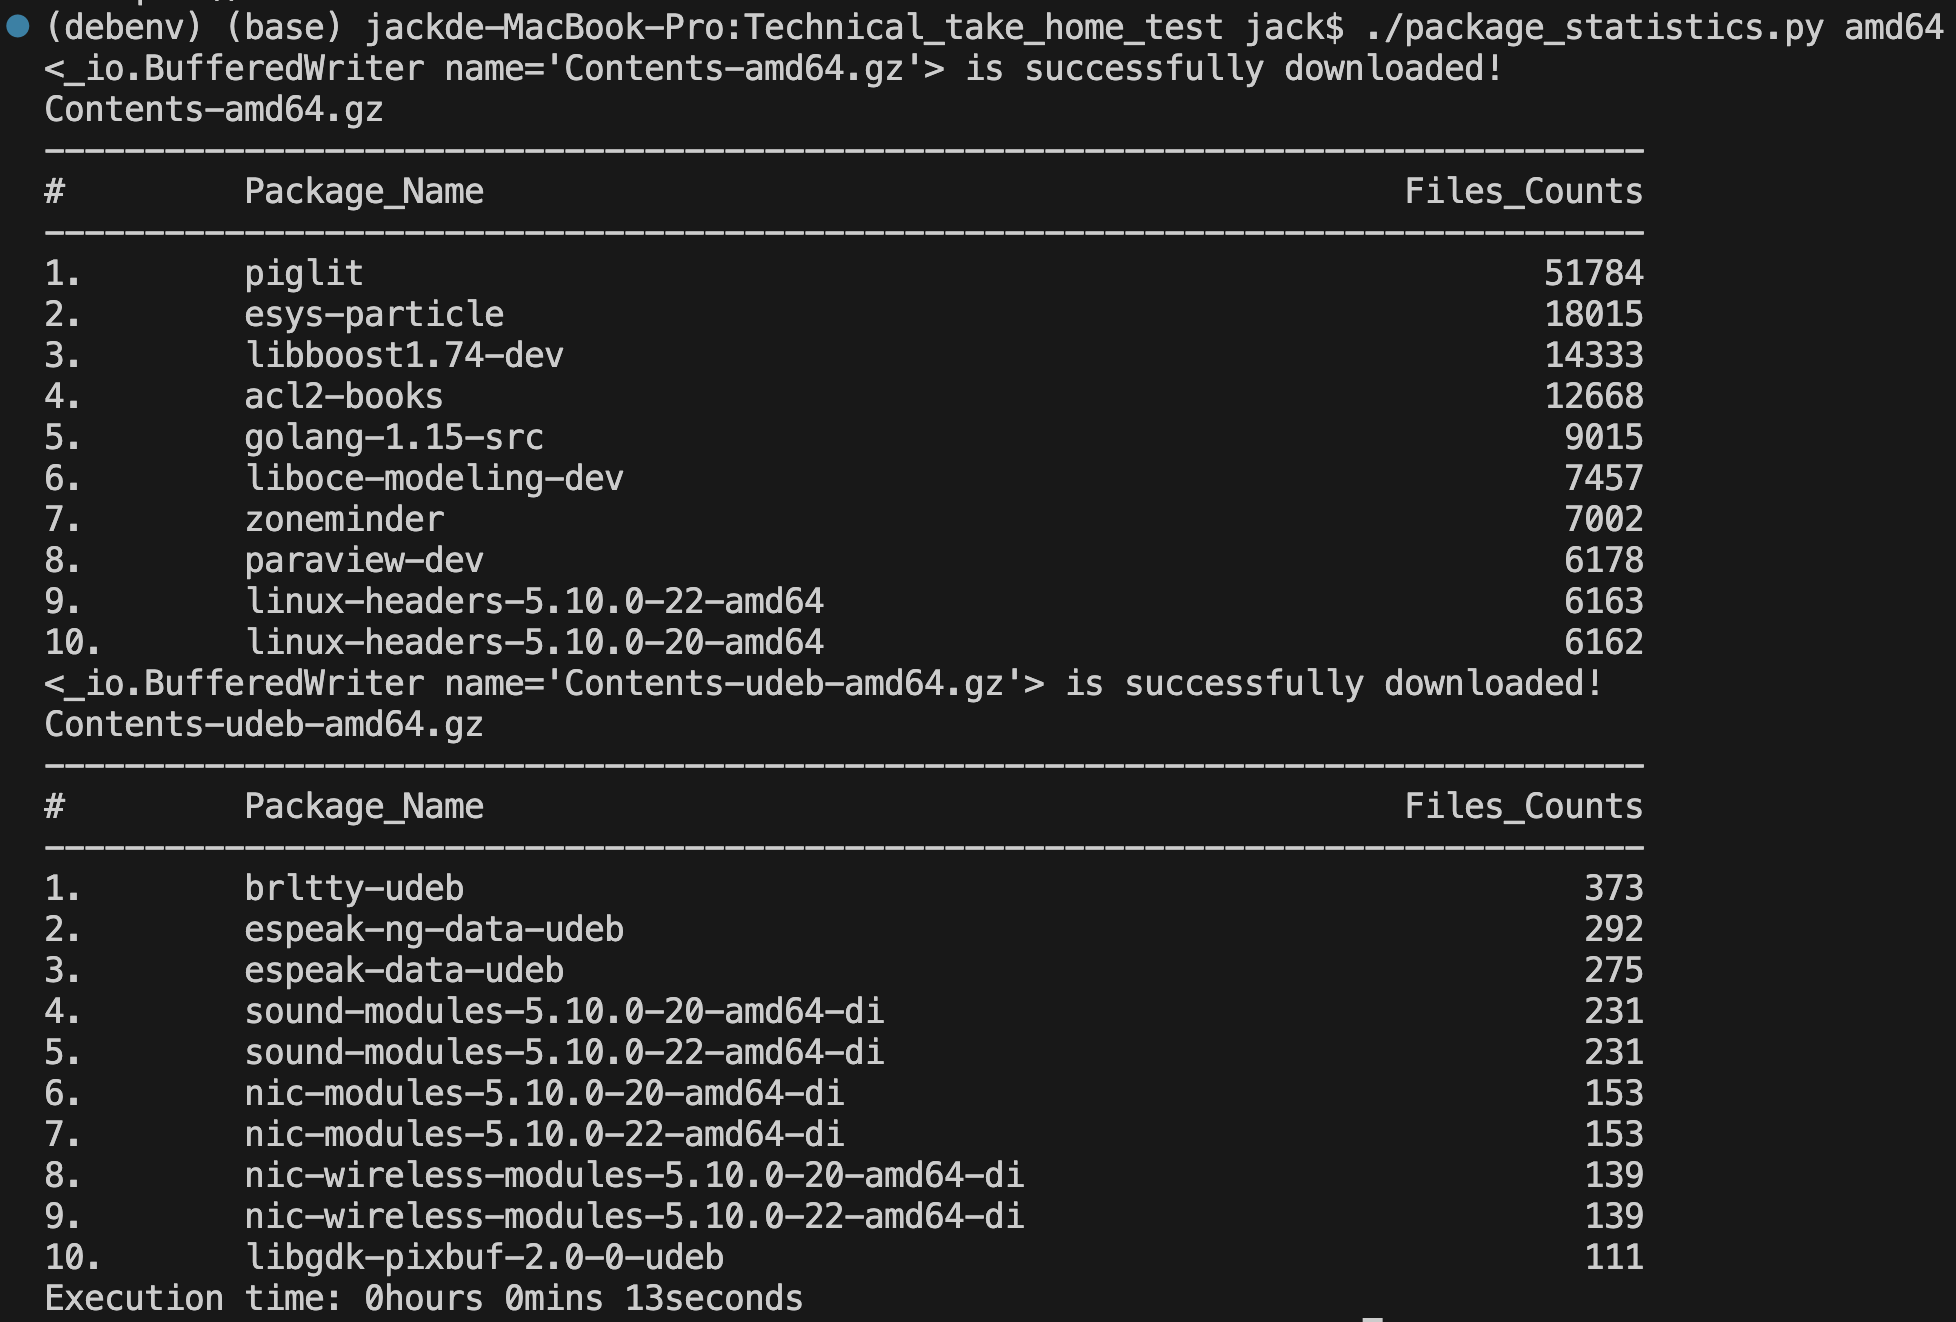 (debenv) (base) jackde-MacBook-Pro:Technical_take_home_test jack$ ./package_statistics.py amd64
<_io.BufferedWriter name='Contents-amd64.gz'> is successfully downloaded!
Contents-amd64.gz
--------------------------------------------------------------------------------
# Package_Name Files_Counts
--------------------------------------------------------------------------------
1. piglit 51784
2. esys-particle 18015
3. libboost1.74-dev 14333
4. acl2-books 12668
5. golang-1.15-src 9015
6. liboce-modeling-dev 7457
7. zoneminder 7002
8. paraview-dev 6178
9. linux-headers-5.10.0-22-amd64 6163
10. linux-headers-5.10.0-20-amd64 6162
<_io.BufferedWriter name='Contents-udeb-amd64.gz'> is successfully downloaded!
Contents-udeb-amd64.gz
--------------------------------------------------------------------------------
# Package_Name Files_Counts
--------------------------------------------------------------------------------
1. brltty-udeb 373
2. espeak-ng-data-udeb 292
3. espeak-data-udeb 275
4. sound-modules-5.10.0-20-amd64-di 231
5. sound-modules-5.10.0-22-amd64-di 231
6. nic-modules-5.10.0-20-amd64-di 153
7. nic-modules-5.10.0-22-amd64-di 153
8. nic-wireless-modules-5.10.0-20-amd64-di 139
9. nic-wireless-modules-5.10.0-22-amd64-di 139
10. libgdk-pixbuf-2.0-0-udeb 111
Execution time: 0hours 0mins 13seconds